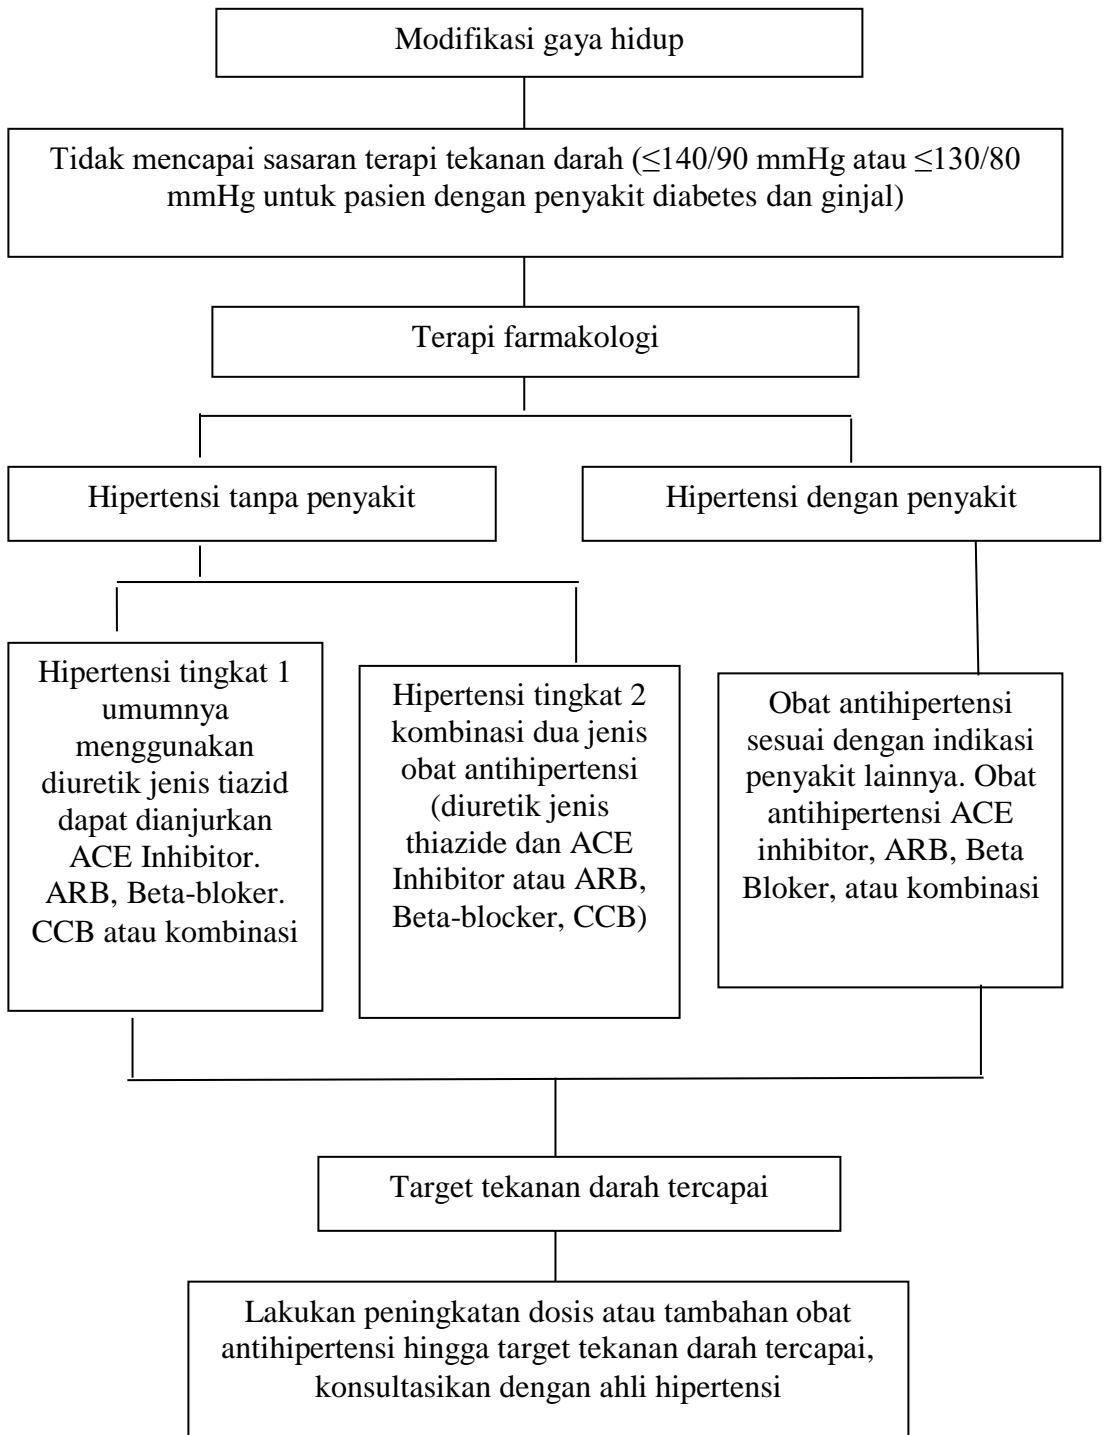 Modifikasi gaya hidup
Tidak mencapai sasaran terapi tekanan darah (≤140/90 mmHg atau ≤130/80
mmHg untuk pasien dengan penyakit diabetes dan ginjal)
Terapi farmakologi
Hipertensi tanpa penyakit
Hipertensi dengan penyakit
Hipertensi tingkat 1
umumnya
menggunakan
diuretik jenis tiazid
dapat dianjurkan
ACE Inhibitor.
ARB, Beta-bloker.
CCB atau kombinasi
Hipertensi tingkat 2
kombinasi dua jenis
obat antihipertensi
(diuretik jenis
thiazide dan ACE
Inhibitor atau ARB,
Beta-blocker, CCB)
Obat antihipertensi
sesuai dengan indikasi
penyakit lainnya. Obat
antihipertensi ACE
inhibitor, ARB, Beta
Bloker, atau kombinasi
Target tekanan darah tercapai
Lakukan peningkatan dosis atau tambahan obat
antihipertensi hingga target tekanan darah tercapai,
konsultasikan dengan ahli hipertensi